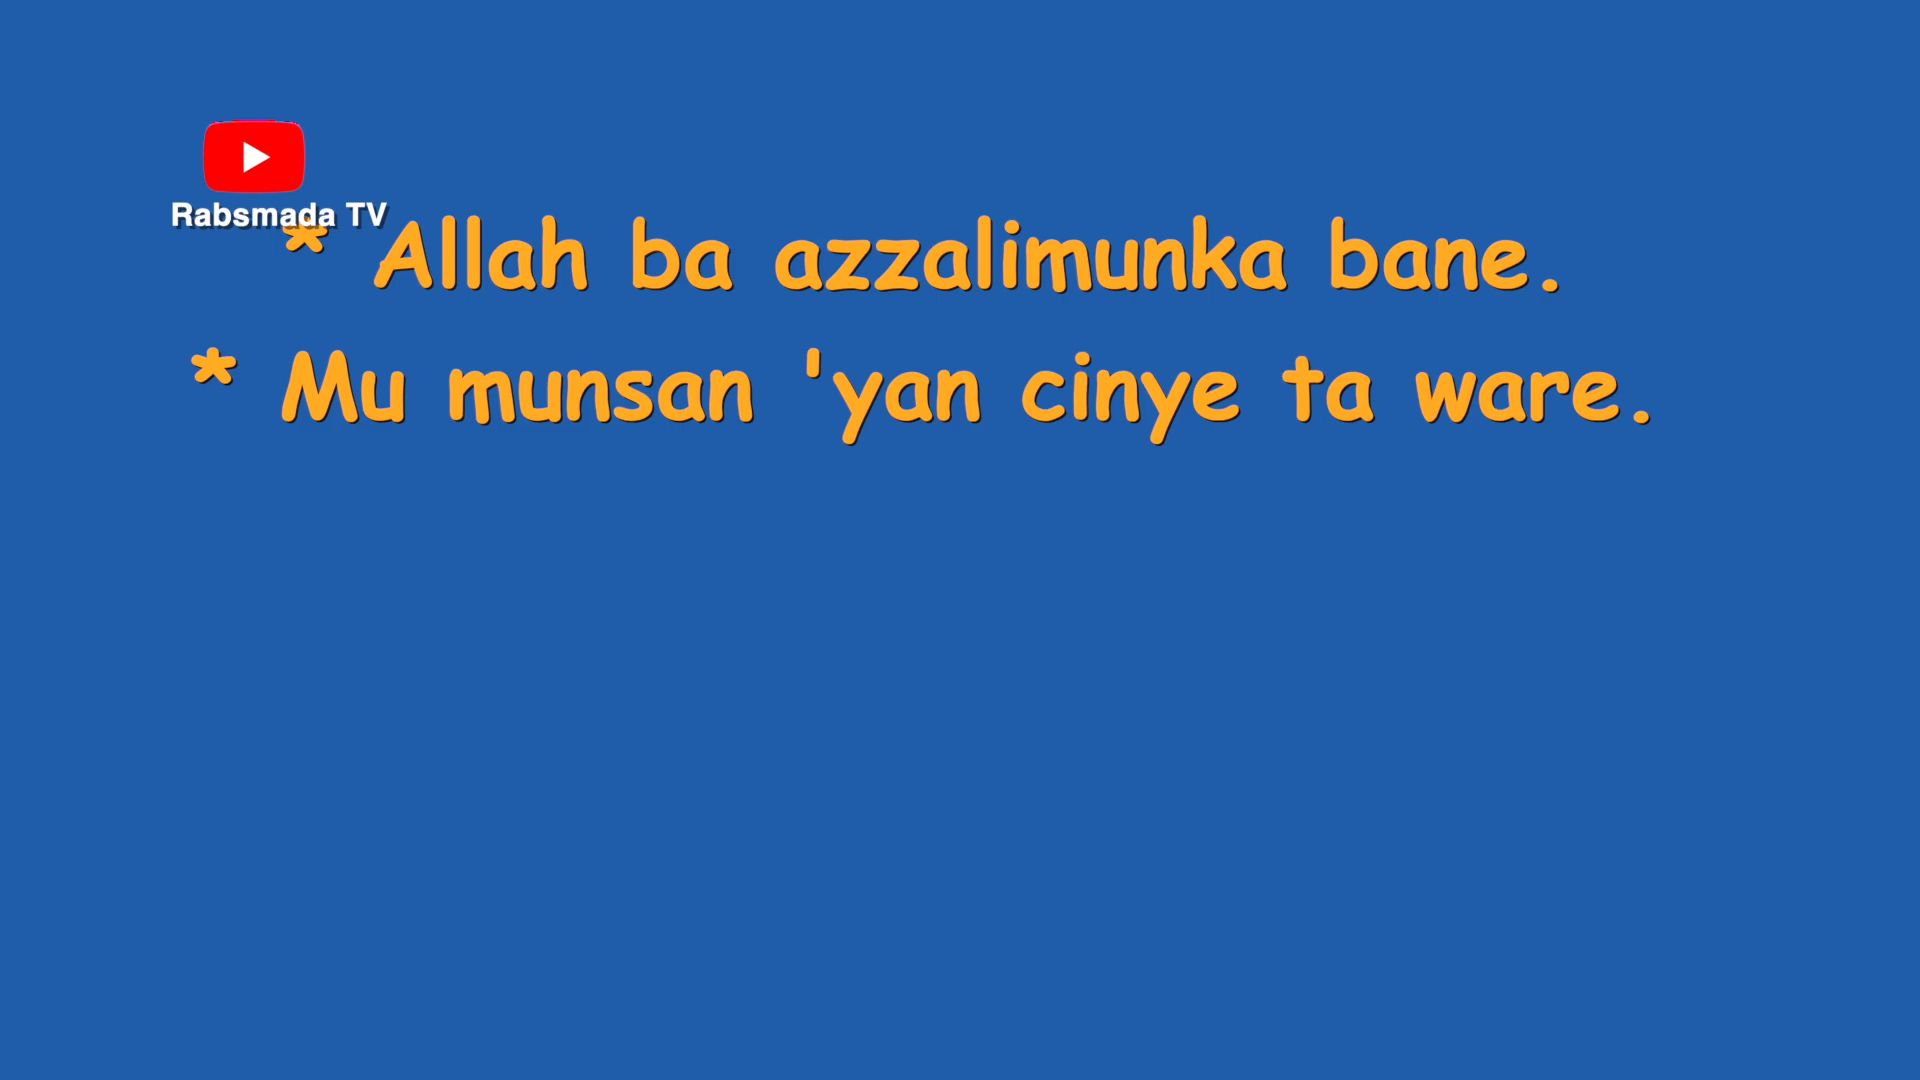 Rabsmada TV
* Allah ba azzalimunka bane.
* Mu munsan 'yan cinye ta ware.